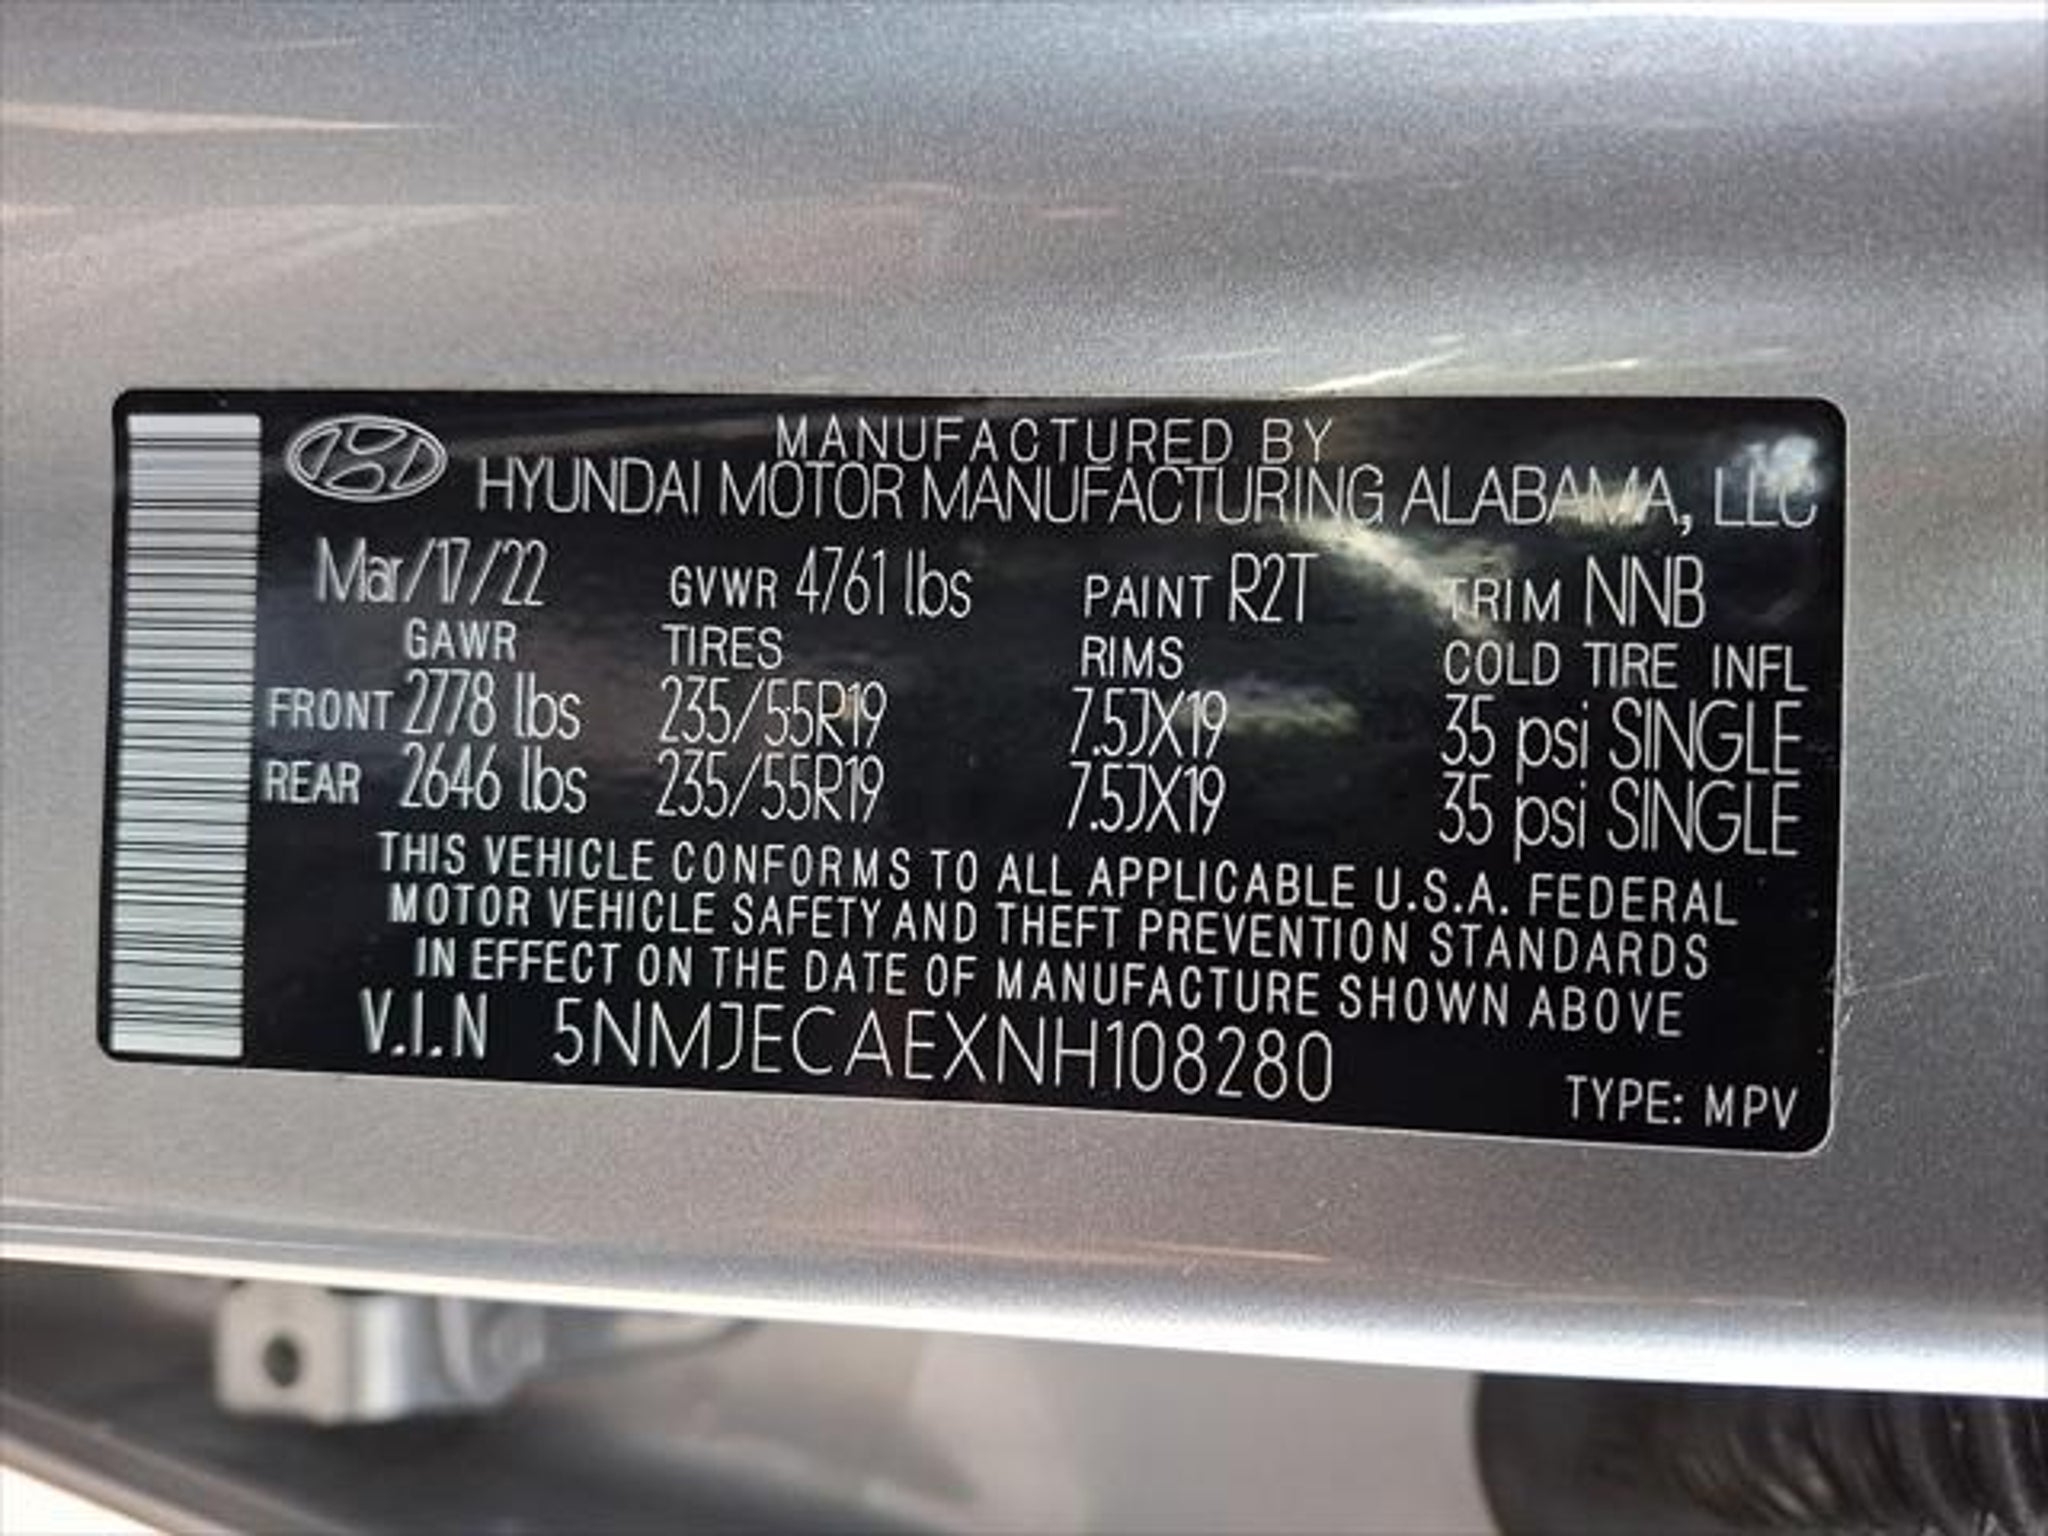 MANUFACTURED BY
HYUNDAI MOTOR MANUFACTURING ALABAMA, LLC
Mar/17/22 GVWR 4761 lbs PAINT R2T TRIM NNB
GAWR TIRES RIMS COLD TIRE INFL
FRONT 2778 lbs 235/55R19 7.5JX19 35 psi SINGLE
REAR 2646 lbs 235/55R19 7.5JX19 35 psi SINGLE
THIS VEHICLE CONFORMS TO ALL APPLICABLE U.S.A. FEDERAL
MOTOR VEHICLE SAFETY AND THEFT PREVENTION STANDARDS
IN EFFECT ON THE DATE OF MANUFACTURE SHOWN ABOVE
V.I.N 5NMJECAEXNH108280
TYPE: MPV